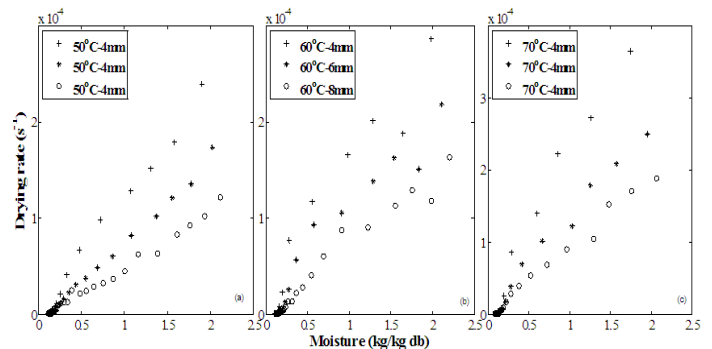 ×10⁻⁴ ×10⁻⁴ ×10⁻⁴
+ 50°C-4mm
* 50°C-4mm
○ 50°C-4mm
+ 60°C-4mm
* 60°C-6mm
○ 60°C-8mm
+ 70°C-4mm
* 70°C-4mm
○ 70°C-4mm
Drying rate (s⁻¹)
2
1
0
2
1
0
4
3
2
1
0
(a) (b) (c)
0.5 1 1.5 2 2.5
0.5 1 1.5 2 2.5
0.5 1 1.5 2 2.5
Moisture (kg/kg db)